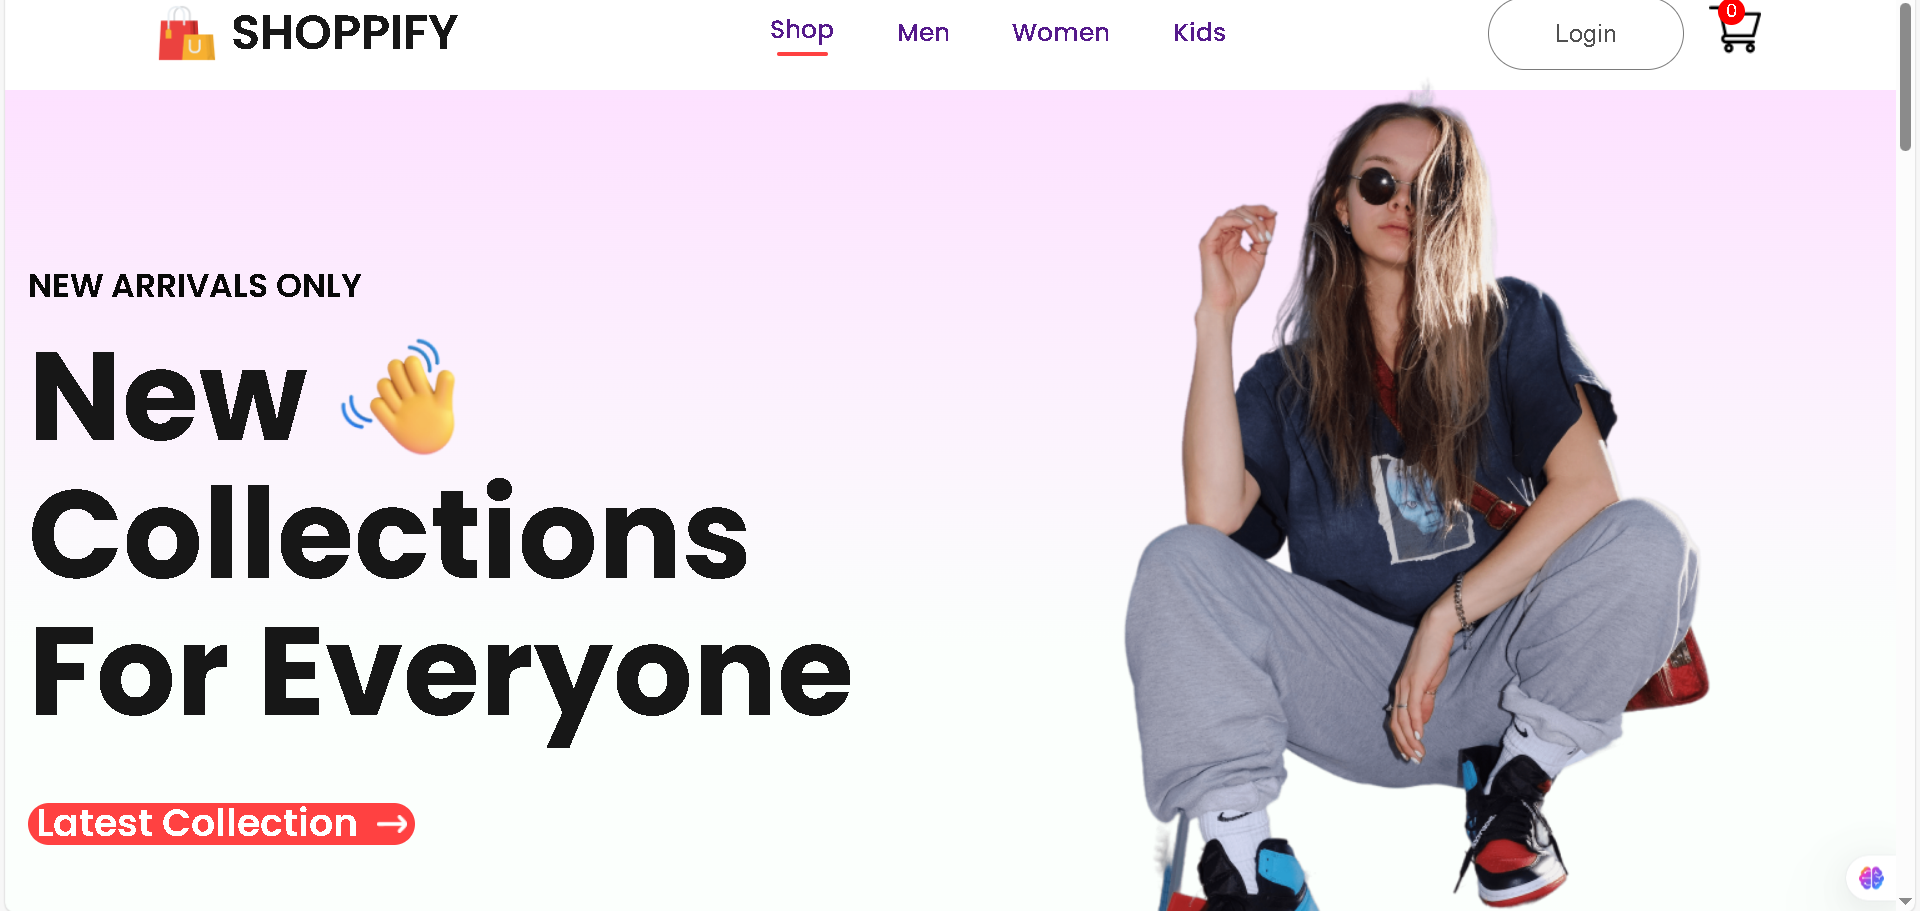 SHOPPIFY
Shop
Men
Women
Kids
Login
0
NEW ARRIVALS ONLY
New 👋
Collections
For Everyone
Latest Collection →